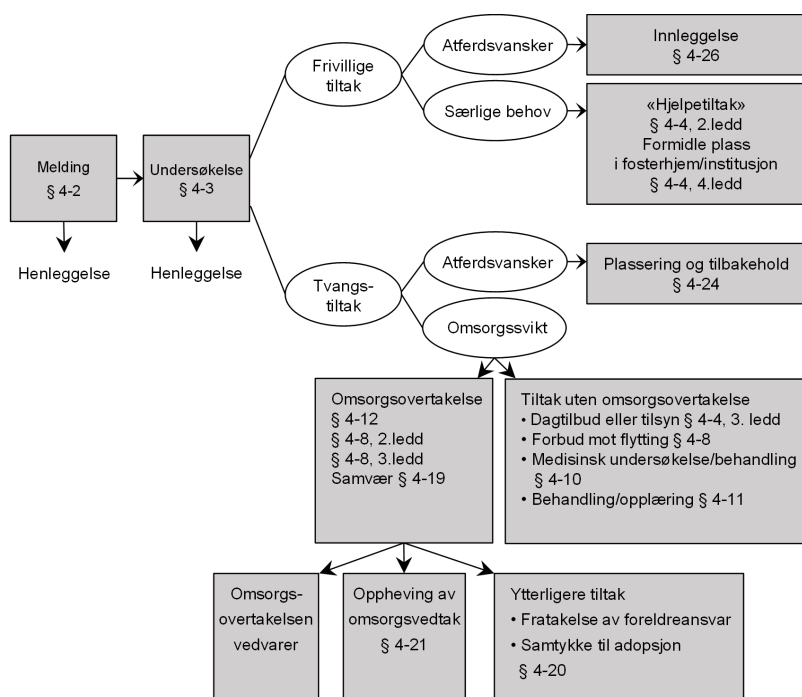 Melding
§ 4-2
Henleggelse
Undersøkelse
§ 4-3
Henleggelse
Frivillige
tiltak
Atferdsvansker
Innleggelse
§ 4-26
Særlige behov
«Hjelpetiltak»
§ 4-4, 2.ledd
Formidle plass
i fosterhjem/institusjon
§ 4-4, 4.ledd
Tvangs-
tiltak
Atferdsvansker
Plassering og tilbakehold
§ 4-24
Omsorgssvikt
Omsorgsovertakelse
§ 4-12
§ 4-8, 2.ledd
§ 4-8, 3.ledd
Samvær § 4-19
Tiltak uten omsorgsovertakelse
• Dagtilbud eller tilsyn § 4-4, 3. ledd
• Forbud mot flytting § 4-8
• Medisinsk undersøkelse/behandling
§ 4-10
• Behandling/opplæring § 4-11
Omsorgs-
overtakelsen
vedvarer
Oppheving av
omsorgsvedtak
§ 4-21
Ytterligere tiltak
• Fratakelse av foreldreansvar
• Samtykke til adopsjon
§ 4-20